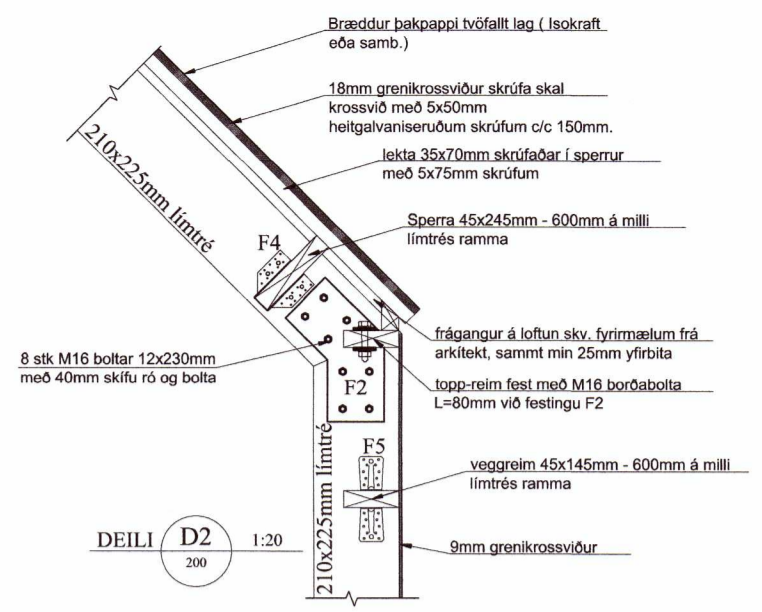 Bræddur þakpappi tvöfallt lag ( Isokraft
eða samb.)
18mm grenikrossviður skrúfa skal
krossvið með 5x50mm
heitgalvaniseruðum skrúfum c/c 150mm.
lekta 35x70mm skrúfaðar í sperrur
með 5x75mm skrúfum
210x225mm límtré
Sperra 45x245mm - 600mm á milli
límtrés ramma
F4
frágangur á loftun skv. fyrirmælum frá
arkítekt, sammt min 25mm yfirbita
8 stk M16 boltar 12x230mm
með 40mm skífu ró og bolta
F2
topp-reim fest með M16 borðabolta
L=80mm við festingu F2
F5
veggreim 45x145mm - 600mm á milli
límtrés ramma
210x225mm límtré
DEILI D2 1:20
200
9mm grenikrossviður